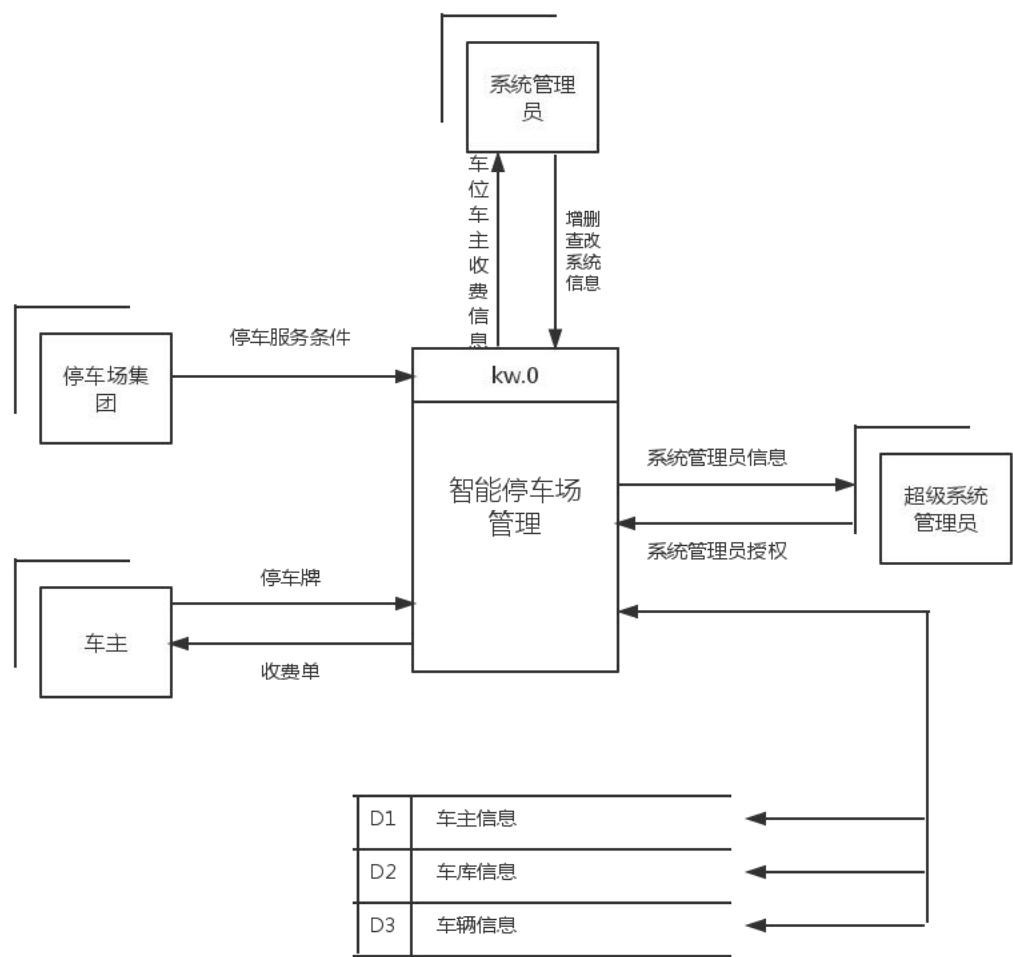 系统管理
员
车
位
车
主
收
费
信
息
增删
查改
系统
信息
停车场集
团
停车服务条件
kw.0
智能停车场
管理
系统管理员信息
超级系统
管理员
系统管理员授权
停车牌
车主
收费单
D1 车主信息
D2 车库信息
D3 车辆信息